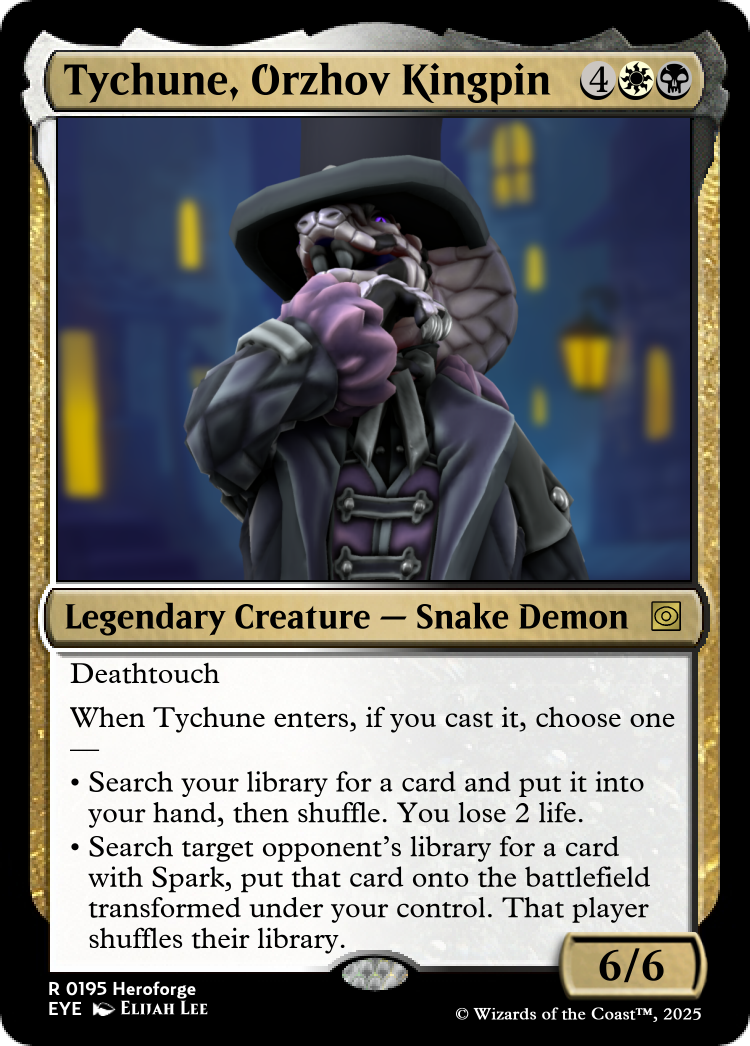 Tychune, Orzhov Kingpin 4
Legendary Creature — Snake Demon
Deathtouch
When Tychune enters, if you cast it, choose one
—
• Search your library for a card and put it into
your hand, then shuffle. You lose 2 life.
• Search target opponent's library for a card
with Spark, put that card onto the battlefield
transformed under your control. That player
shuffles their library.
6/6
R 0195 Heroforge
EYE Elijah Lee
© Wizards of the Coast™, 2025